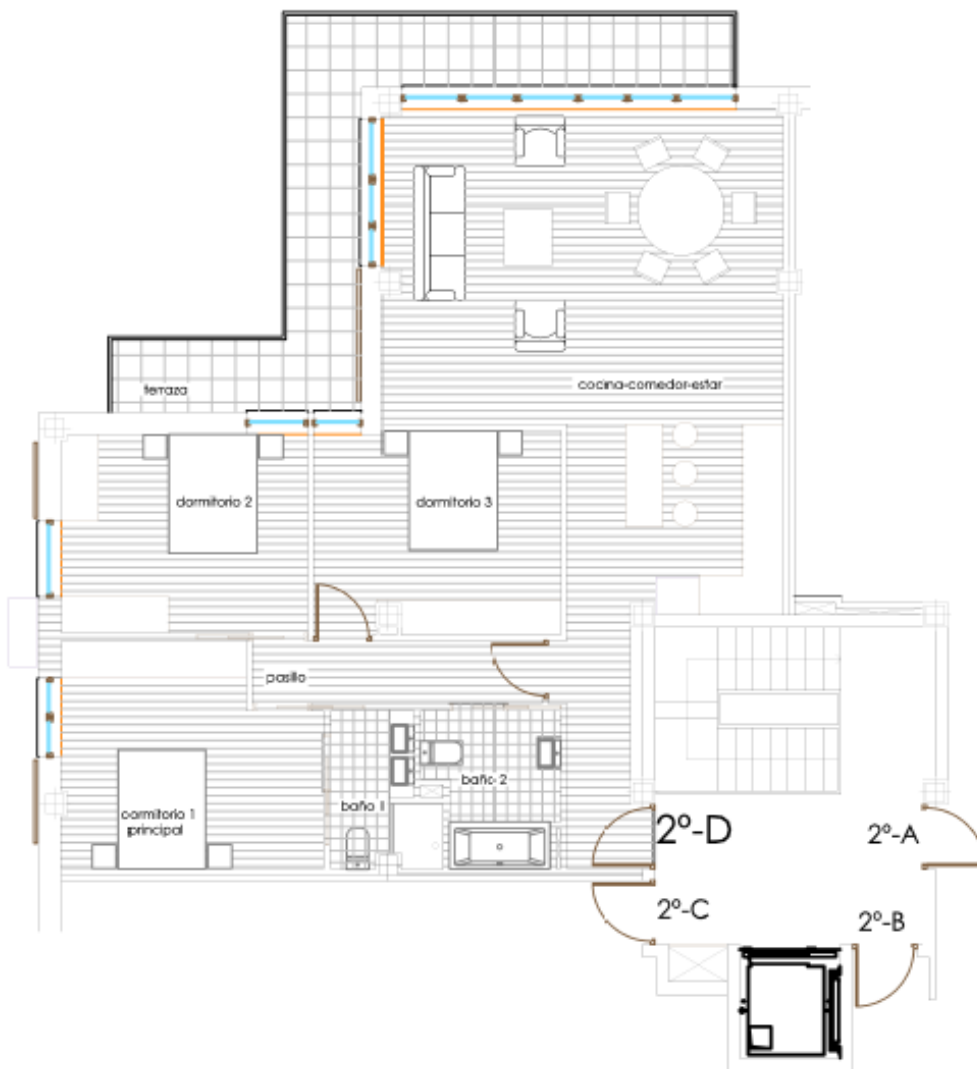 terraza
cocina-comedor-estar
dormitorio 2
dormitorio 3
pasillo
baño 2
baño 1
dormitorio 1
principal
2º-D
2º-A
2º-C
2º-B